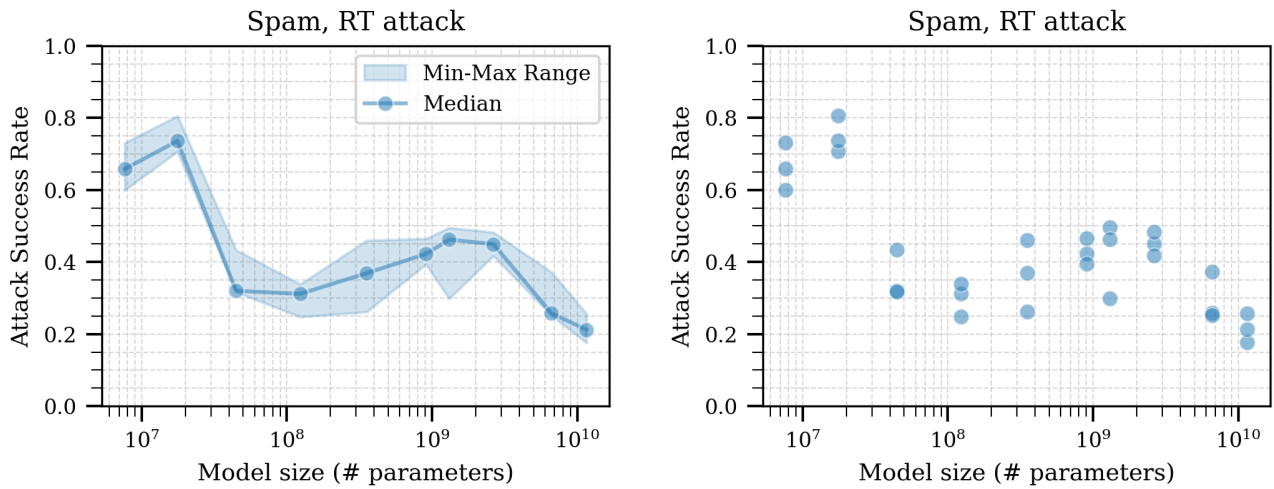 Spam, RT attack
Attack Success Rate
1.0
0.8
0.6
0.4
0.2
0.0
Min-Max Range
Median
10⁷
10⁸
10⁹
10¹⁰
Model size (# parameters)
Spam, RT attack
Attack Success Rate
1.0
0.8
0.6
0.4
0.2
0.0
10⁷
10⁸
10⁹
10¹⁰
Model size (# parameters)